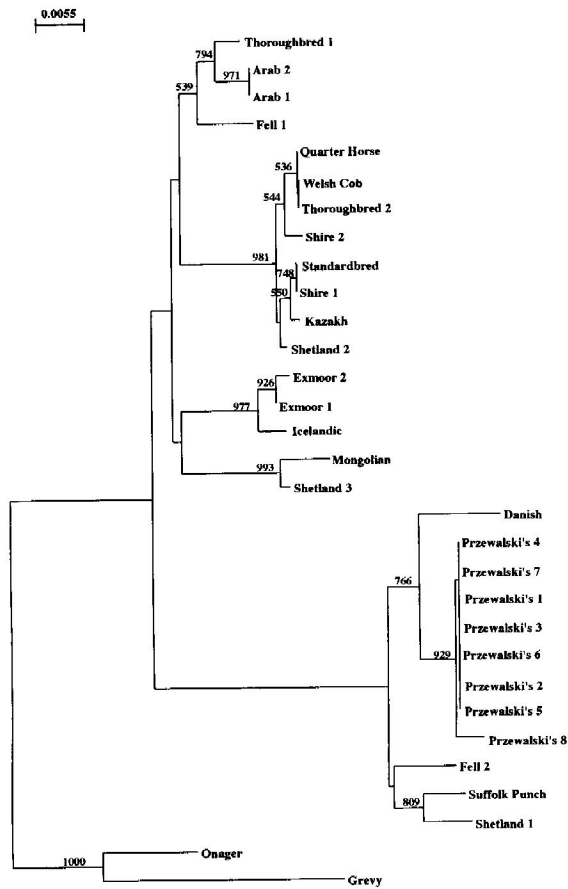 0.0055
Thoroughbred 1
794
Arab 2
971
539
Arab 1
Fell 1
Quarter Horse
536
Welsh Cob
544
Thoroughbred 2
Shire 2
981
Standardbred
748
550
Shire 1
Kazakh
Shetland 2
Exmoor 2
926
977
Exmoor 1
Icelandic
Mongolian
993
Shetland 3
Danish
Przewalski's 4
766
Przewalski's 7
Przewalski's 1
Przewalski's 3
929
Przewalski's 6
Przewalski's 2
Przewalski's 5
Przewalski's 8
Fell 2
Suffolk Punch
809
Shetland 1
Onager
1000
Grevy